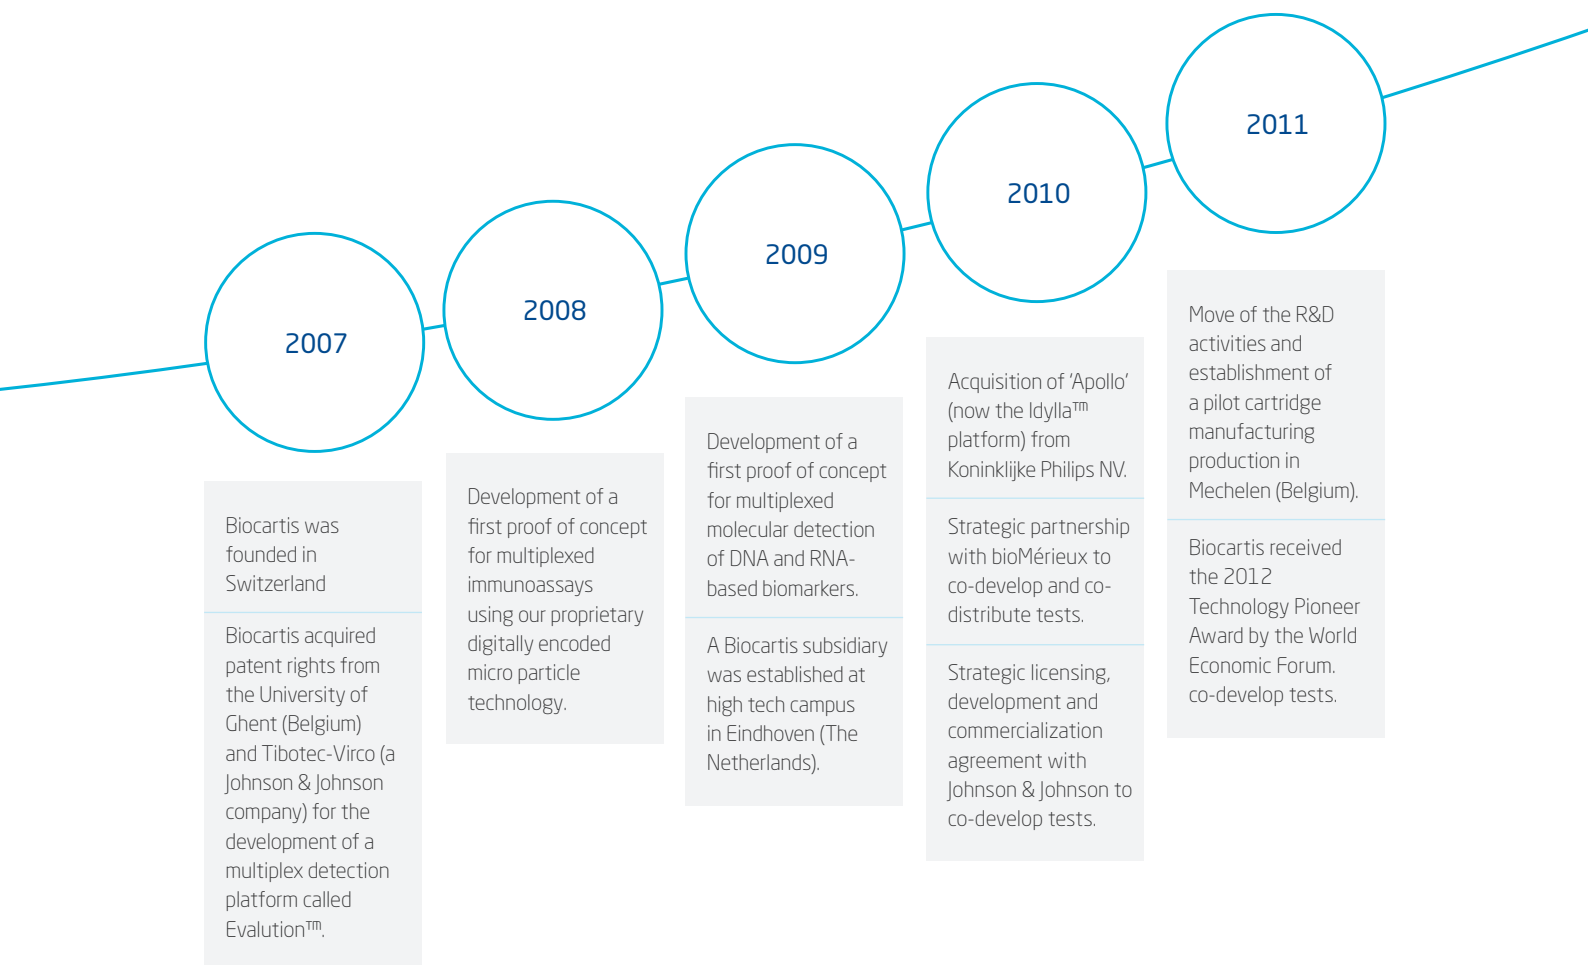 2007
Biocartis was
founded in
Switzerland
Biocartis acquired
patent rights from
the University of
Ghent (Belgium)
and Tibotec-Virco (a
Johnson & Johnson
company) for the
development of a
multiplex detection
platform called
Evalution™.
2008
Development of a
first proof of concept
for multiplexed
immunoassays
using our proprietary
digitally encoded
micro particle
technology.
2009
Development of a
first proof of concept
for multiplexed
molecular detection
of DNA and RNA-
based biomarkers.
A Biocartis subsidiary
was established at
high tech campus
in Eindhoven (The
Netherlands).
2010
Acquisition of ‘Apollo’
(now the Idylla™
platform) from
Koninklijke Philips NV.
Strategic partnership
with bioMérieux to
co-develop and co-
distribute tests.
Strategic licensing,
development and
commercialization
agreement with
Johnson & Johnson to
co-develop tests.
2011
Move of the R&D
activities and
establishment of
a pilot cartridge
manufacturing
production in
Mechelen (Belgium).
Biocartis received
the 2012
Technology Pioneer
Award by the World
Economic Forum.
co-develop tests.